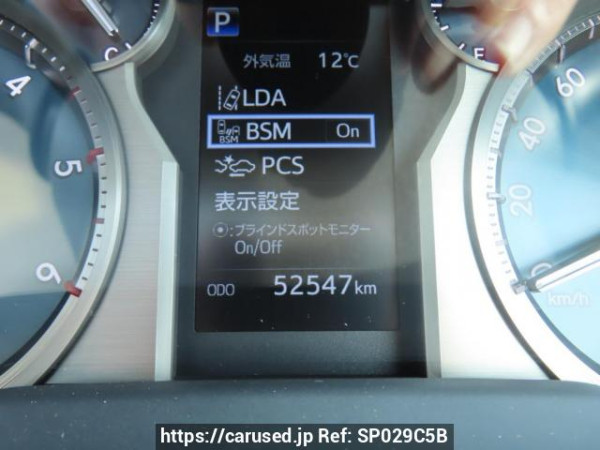 P
外気温 12℃
LDA
BSM BSM On
PCS
表示設定
:ブラインドスポットモニター
On/Off
ODO 52547km
4
5
6
C
E
60
40
20
0
km/h
https://carused.jp Ref: SP029C5B